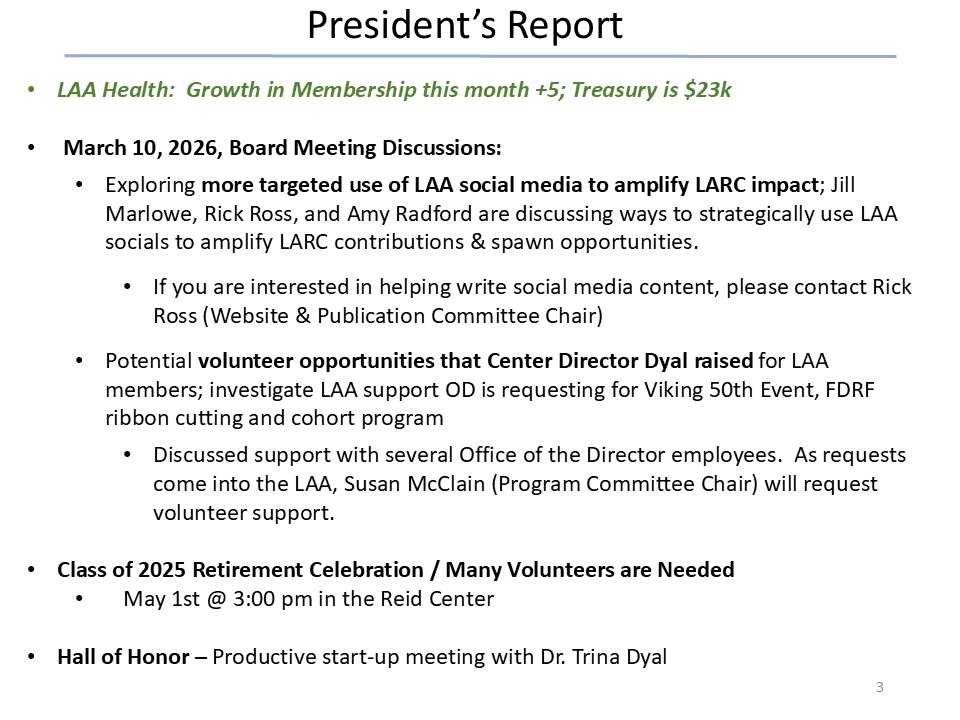 President’s Report
• LAA Health:  Growth in Membership this month +5; Treasury is $23k
• March 10, 2026, Board Meeting Discussions:
• Exploring more targeted use of LAA social media to amplify LARC impact; Jill
Marlowe, Rick Ross, and Amy Radford are discussing ways to strategically use LAA
socials to amplify LARC contributions & spawn opportunities.
• If you are interested in helping write social media content, please contact Rick
Ross (Website & Publication Committee Chair)
• Potential volunteer opportunities that Center Director Dyal raised for LAA
members; investigate LAA support OD is requesting for Viking 50th Event, FDRF
ribbon cutting and cohort program
• Discussed support with several Office of the Director employees.  As requests
come into the LAA, Susan McClain (Program Committee Chair) will request
volunteer support.
• Class of 2025 Retirement Celebration / Many Volunteers are Needed
• May 1st @ 3:00 pm in the Reid Center
• Hall of Honor – Productive start-up meeting with Dr. Trina Dyal
3